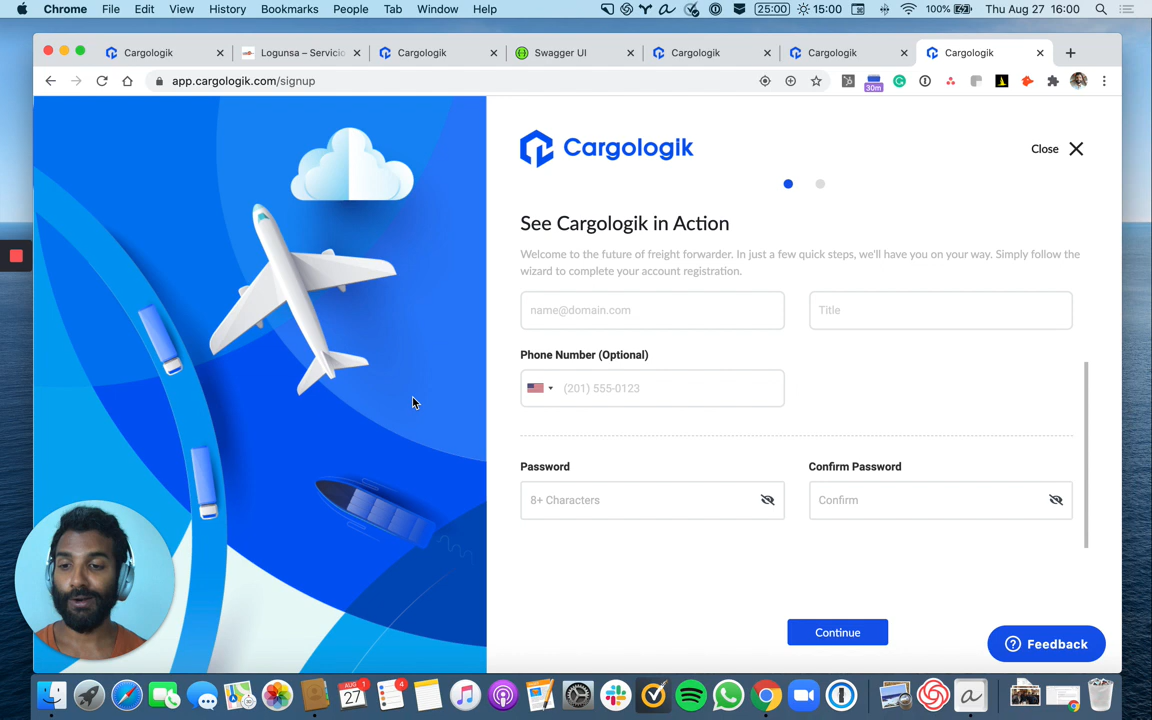 Chrome File Edit View History Bookmarks People Tab Window Help 25:00 15:00 100% Thu Aug 27 16:00
Cargologik Logunsa – Servicio Cargologik Swagger UI Cargologik Cargologik Cargologik
app.cargologik.com/signup
30m
Cargologik
Close
See Cargologik in Action
Welcome to the future of freight forwarder. In just a few quick steps, we'll have you on your way. Simply follow the
wizard to complete your account registration.
name@domain.com Title
Phone Number (Optional)
(201) 555-0123
Password Confirm Password
8+ Characters Confirm
Continue
Feedback
AUG 27 1 4